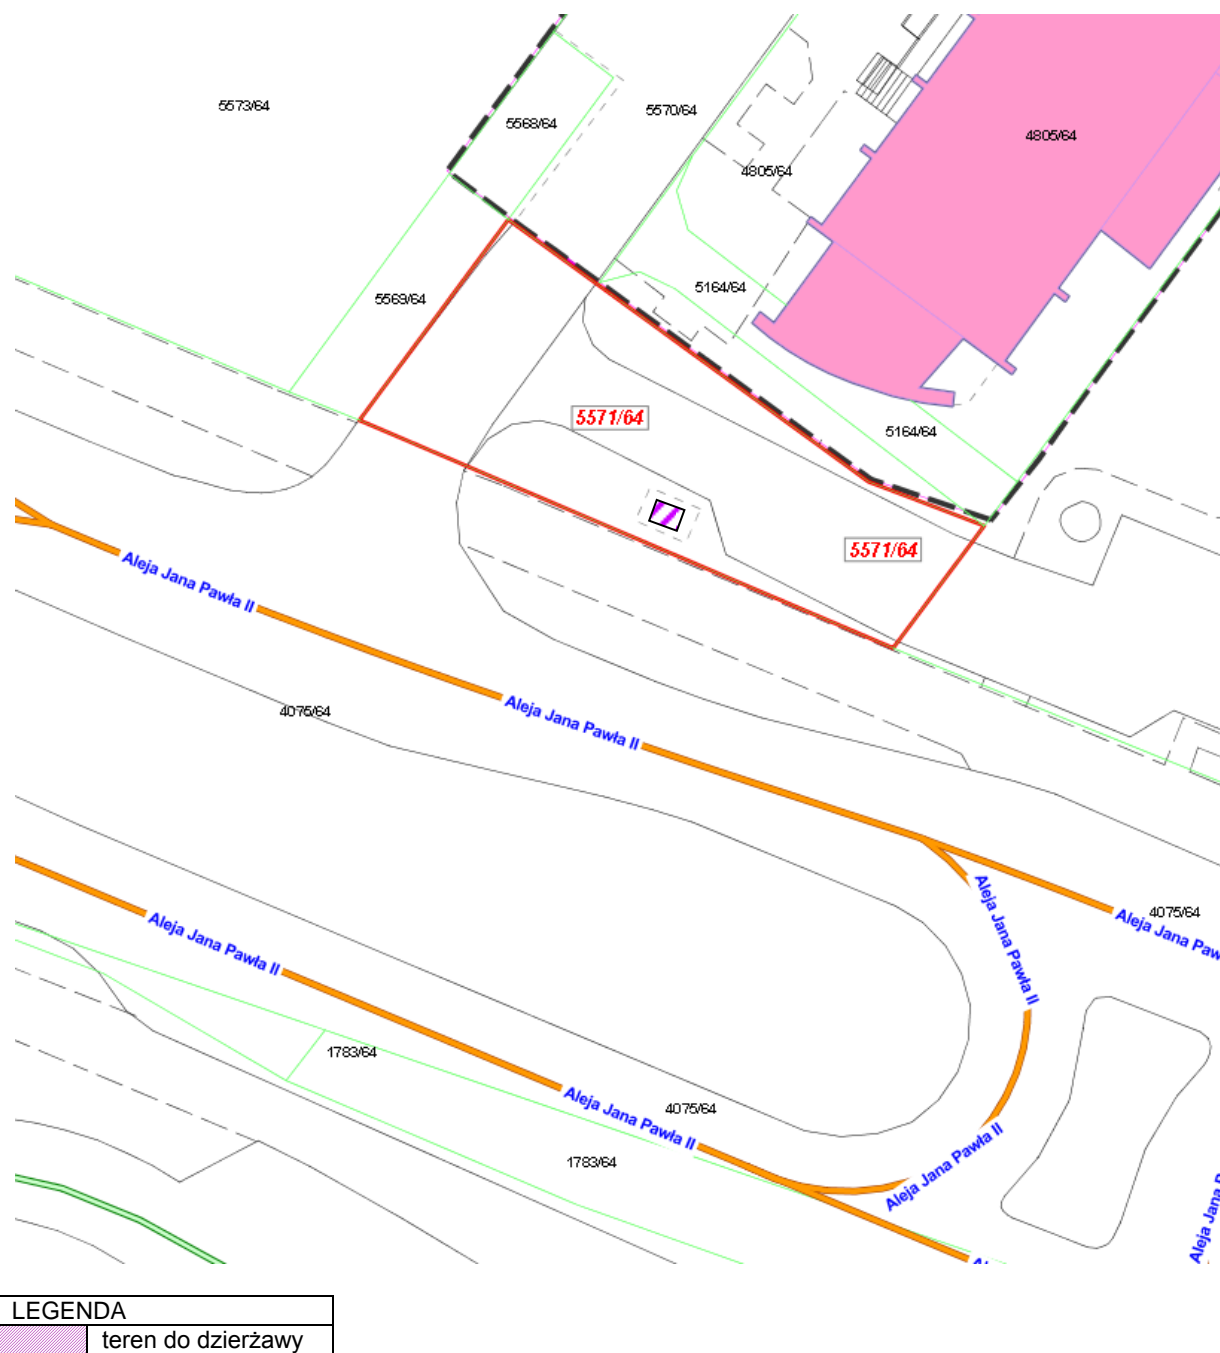 5573/64
5568/64
5570/64
4805/64
4805/64
5569/64
5164/64
5571/64
5164/64
5571/64
Aleja Jana Pawła II
4075/64
Aleja Jana Pawła II
Aleja Jana Pawła II
4075/64
Aleja Jana Paw
Aleja Jana Pawła II
1783/64
Aleja Jana Pawła II
4075/64
1783/64
Aleja Jana Pawła II
Aleja Jana P
Al
LEGENDA
teren do dzierżawy